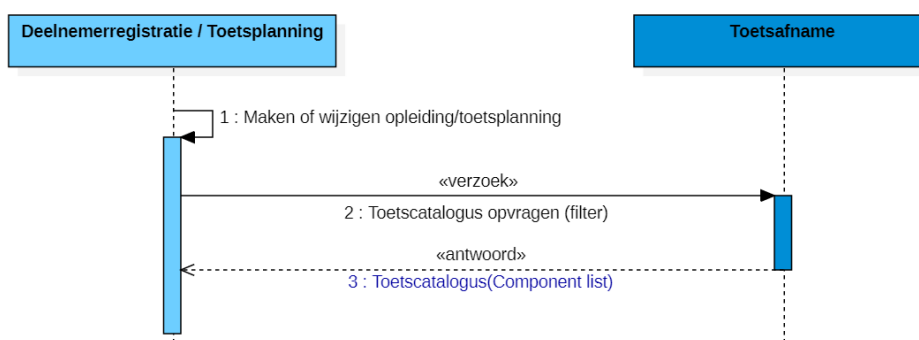 Deelnemerregistratie / Toetsplanning
Toetsafname
1 : Maken of wijzigen opleiding/toetsplanning
«verzoek»
2 : Toetscatalogus opvragen (filter)
«antwoord»
3 : Toetscatalogus(Component list)